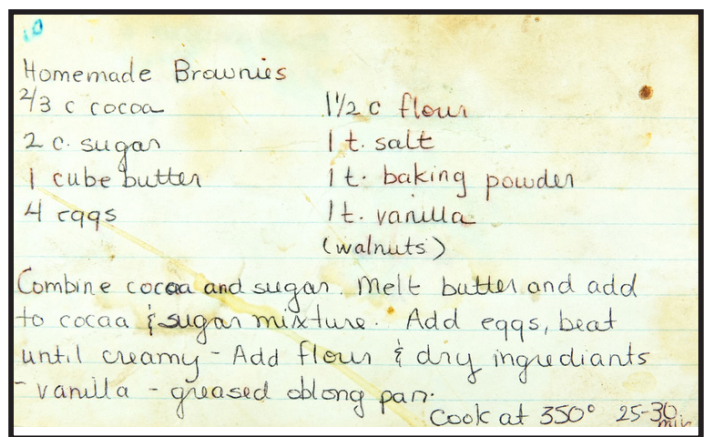 10
Homemade Brownies
2/3 c cocoa
2 c. sugar
1 cube butter
4 eggs
1 1/2 c flour
1 t. salt
1 t. baking powder
1 t. vanilla
(walnuts)
Combine cocoa and sugar. Melt butter and add
to cocaa & sugar mixture. Add eggs, beat
until creamy - Add flour & dry ingrediants
- vanilla - greased oblong pan.
Cook at 350° 25-30 min